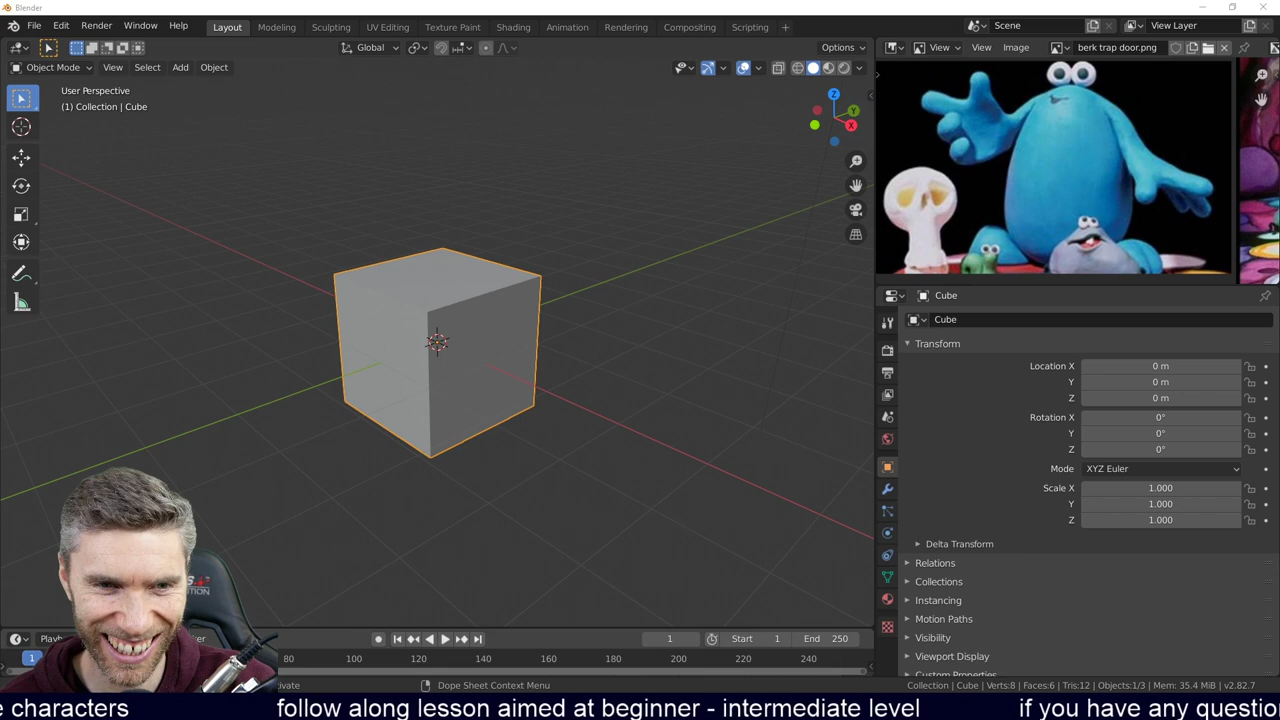 Blender
File Edit Render Window Help Layout Modeling Sculpting UV Editing Texture Paint Shading Animation Rendering Compositing Scripting + Scene View Layer
Global Options View View Image berk trap door.png
Object Mode View Select Add Object
User Perspective
(1) Collection | Cube
Z
Y
X
Cube
Cube
Transform
Location X 0 m
Y 0 m
Z 0 m
Rotation X 0°
Y 0°
Z 0°
Mode XYZ Euler
Scale X 1.000
Y 1.000
Z 1.000
Delta Transform
Relations
Collections
Instancing
Motion Paths
Visibility
Viewport Display
Custom Properties
1 Start 1 End 250
1 80 100 120 140 160 180 200 220 240
Dope Sheet Context Menu
Collection | Cube | Verts:8 | Faces:6 | Tris:12 | Objects:1/3 | Mem: 35.4 MiB | v2.82.7
characters follow along lesson aimed at beginner - intermediate level if you have any